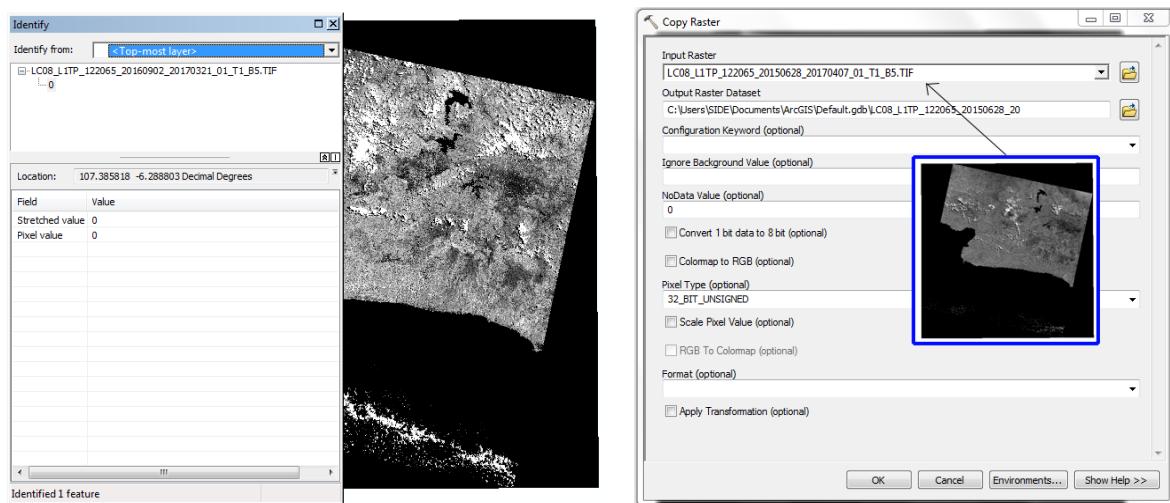 Identify
Identify from:
<Top-most layer>
LC08_L1TP_122065_20160902_20170321_01_T1_B5.TIF
0
Location:
107.385818 -6.288803 Decimal Degrees
Field
Value
Stretched value
0
Pixel value
0
Identified 1 feature
Copy Raster
Input Raster
LC08_L1TP_122065_20150628_20170407_01_T1_B5.TIF
Output Raster Dataset
C:\Users\SIDE\Documents\ArcGIS\Default.gdb\LC08_L1TP_122065_20150628_20
Configuration Keyword (optional)
Ignore Background Value (optional)
NoData Value (optional)
0
Convert 1 bit data to 8 bit (optional)
Colormap to RGB (optional)
Pixel Type (optional)
32_BIT_UNSIGNED
Scale Pixel Value (optional)
RGB To Colormap (optional)
Format (optional)
Apply Transformation (optional)
OK
Cancel
Environments...
Show Help >>